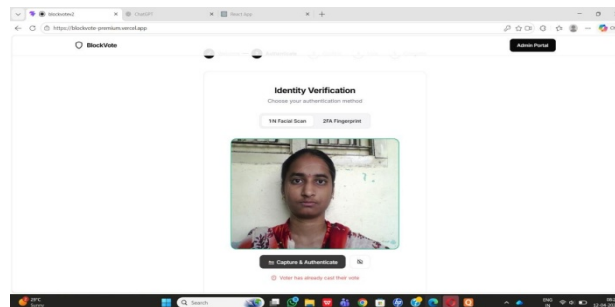 blockvote2
ChatGPT
React App
https://blockvote-premium.vercel.app
BlockVote
Admin Portal
Identity Verification
Choose your authentication method
1:N Facial Scan
2FA Fingerprint
Capture & Authenticate
Voter has already cast their vote
29°C
Sunny
Search
ENG
IN